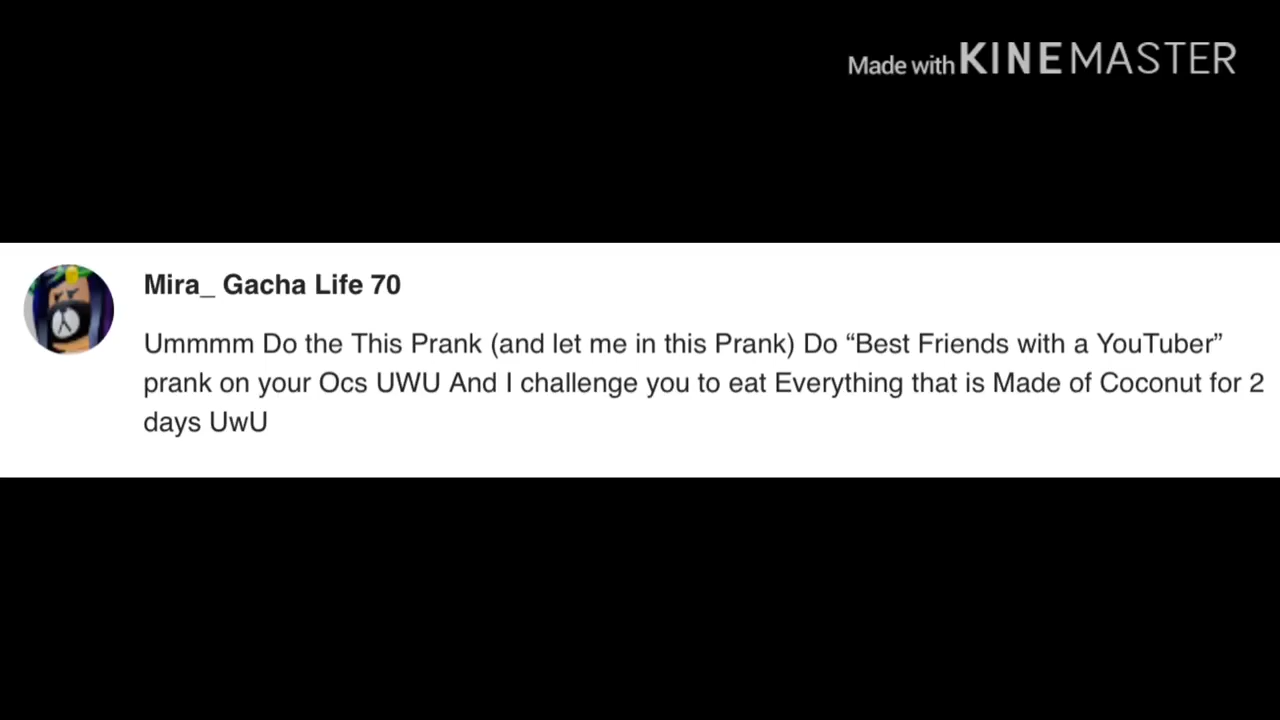 Made with KINEMASTER
Mira_ Gacha Life 70
Ummmm Do the This Prank (and let me in this Prank) Do “Best Friends with a YouTuber”
prank on your Ocs UWU And I challenge you to eat Everything that is Made of Coconut for 2
days UwU